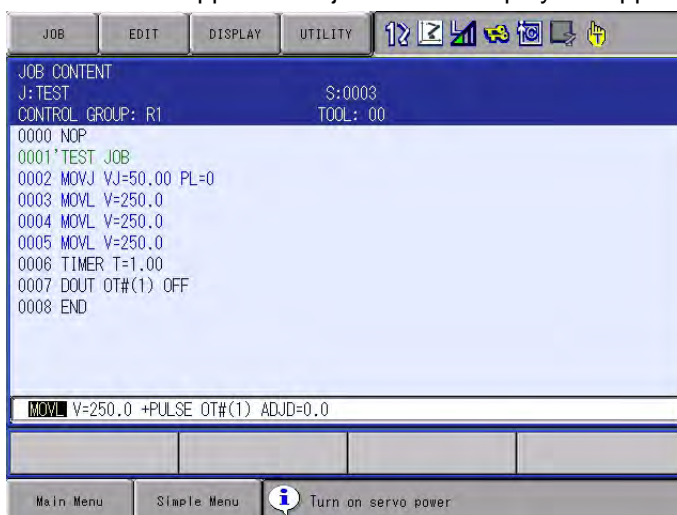 JOB EDIT DISPLAY UTILITY
JOB CONTENT
J:TEST S:0003
CONTROL GROUP: R1 TOOL: 00
0000 NOP
0001'TEST JOB
0002 MOVJ VJ=50.00 PL=0
0003 MOVL V=250.0
0004 MOVL V=250.0
0005 MOVL V=250.0
0006 TIMER T=1.00
0007 DOUT OT#(1) OFF
0008 END
MOVL V=250.0 +PULSE OT#(1) ADJD=0.0
Main Menu Simple Menu Turn on servo power